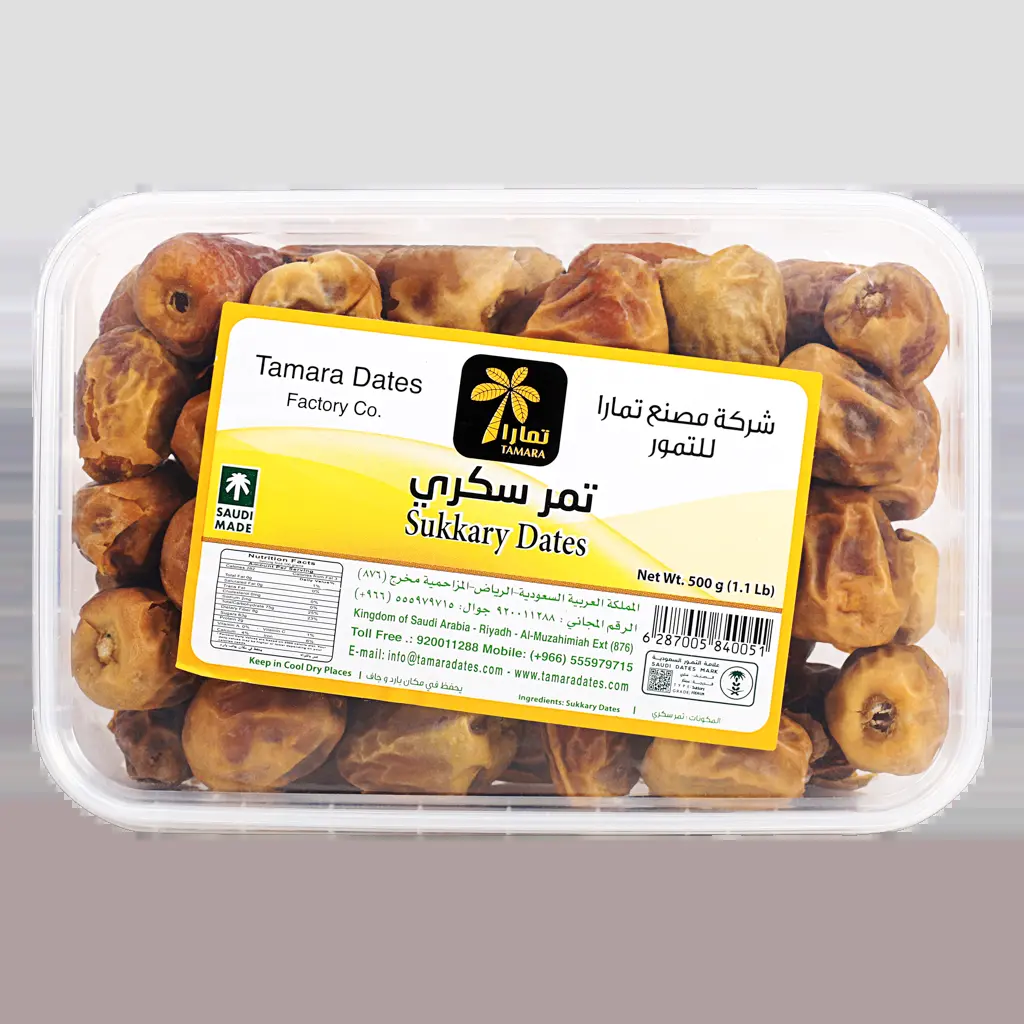 Tamara Dates
Factory Co.
تمارا
TAMARA
شركة مصنع تمارا
للتمور
تمر سكري
Sukkary Dates
SAUDI
MADE
Net Wt. 500 g (1.1 Lb)
Nutrition Facts
المملكة العربية السعودية-الرياض-المزاحمية مخرج (٨٧٦)
الرقم المجاني : ٩٢٠٠١١٢٨٨ جوال: ٥٥٥٩٧٩٧١٥ (٩٦٦+)
Kingdom of Saudi Arabia - Riyadh - Al-Muzahimiah Ext (876)
Toll Free .: 920011288 Mobile: (+966) 555979715
E-mail: info@tamaradates.com - www.tamaradates.com
6 287005 840051
علامة التمور السعودية
SAUDI DATES MARK
Keep in Cool Dry Places | يحفظ في مكان بارد و جاف
Ingredients: Sukkary Dates | المكونات : تمر سكري